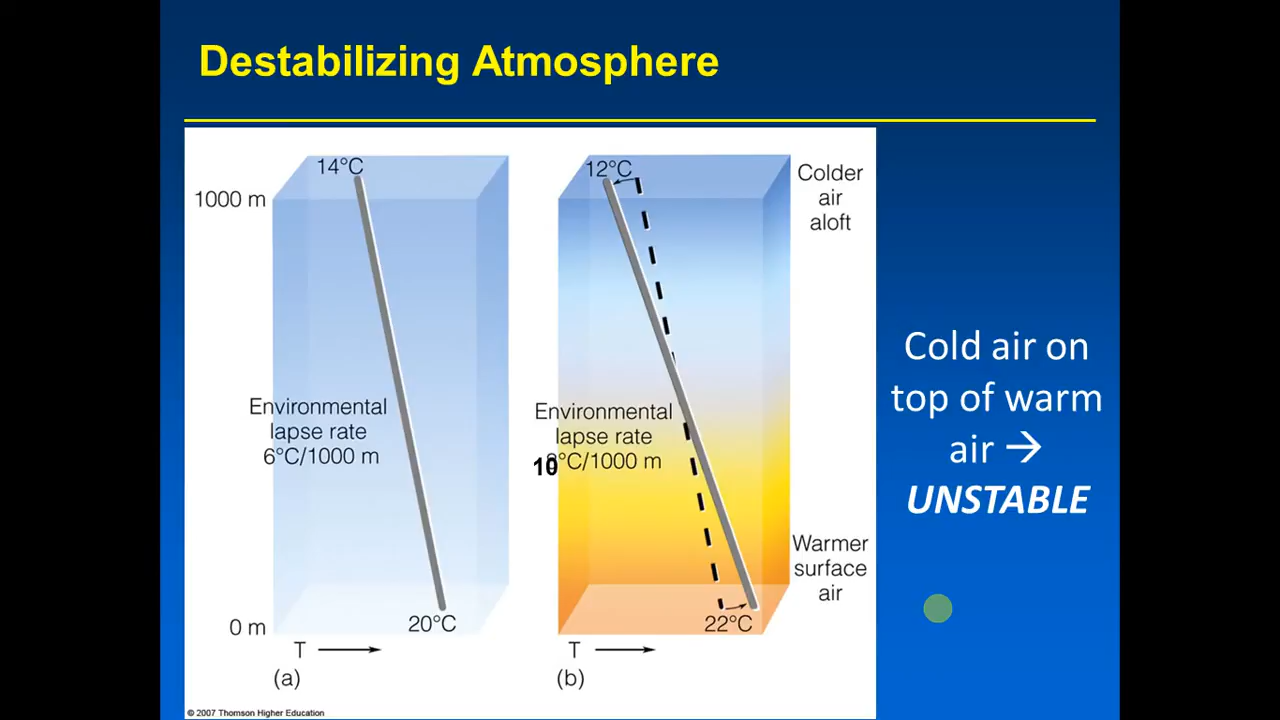 Destabilizing Atmosphere
14°C
1000 m
Environmental
lapse rate
6°C/1000 m
20°C
0 m
T
(a)
12°C
Colder
air
aloft
Environmental
lapse rate
10°C/1000 m
Warmer
surface
air
22°C
T
(b)
Cold air on
top of warm
air →
UNSTABLE
© 2007 Thomson Higher Education